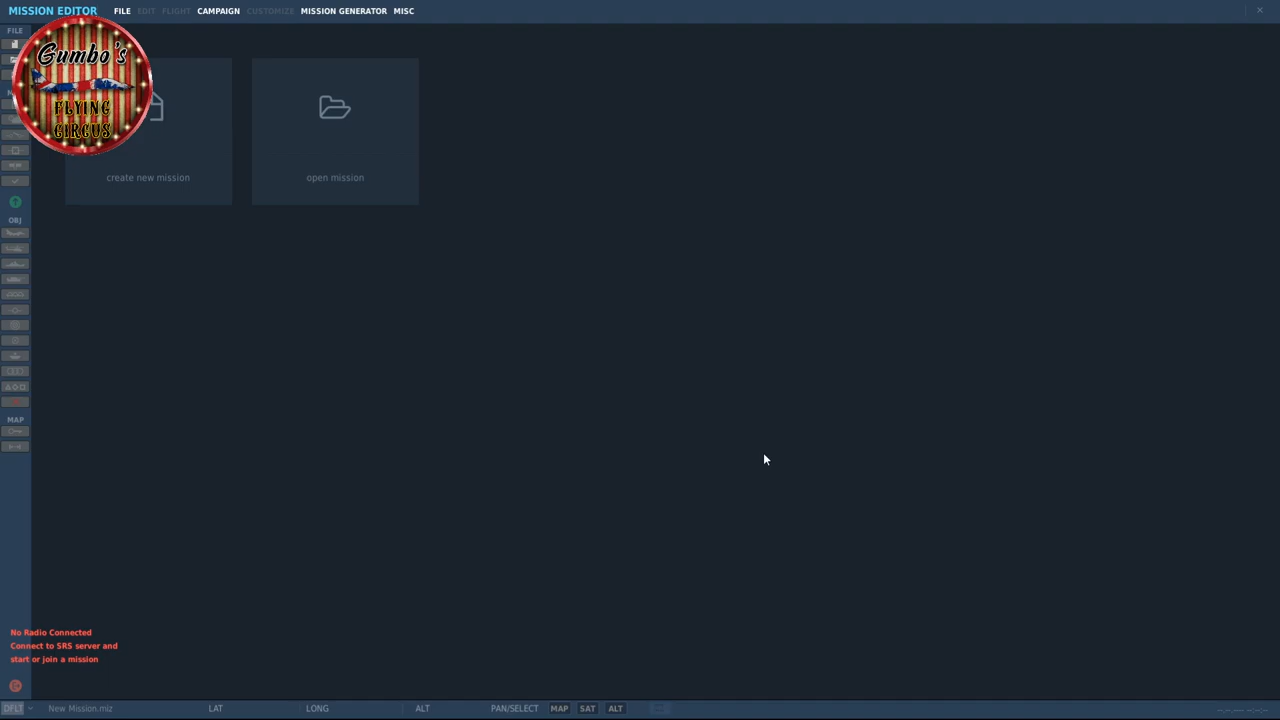 MISSION EDITOR FILE EDIT FLIGHT CAMPAIGN CUSTOMIZE MISSION GENERATOR MISC
FILE
Gumbo's
FLYING
CIRCUS
create new mission
open mission
OBJ
MAP
No Radio Connected
Connect to SRS server and
start or join a mission
DFLT New Mission.miz LAT LONG ALT PAN/SELECT MAP SAT ALT